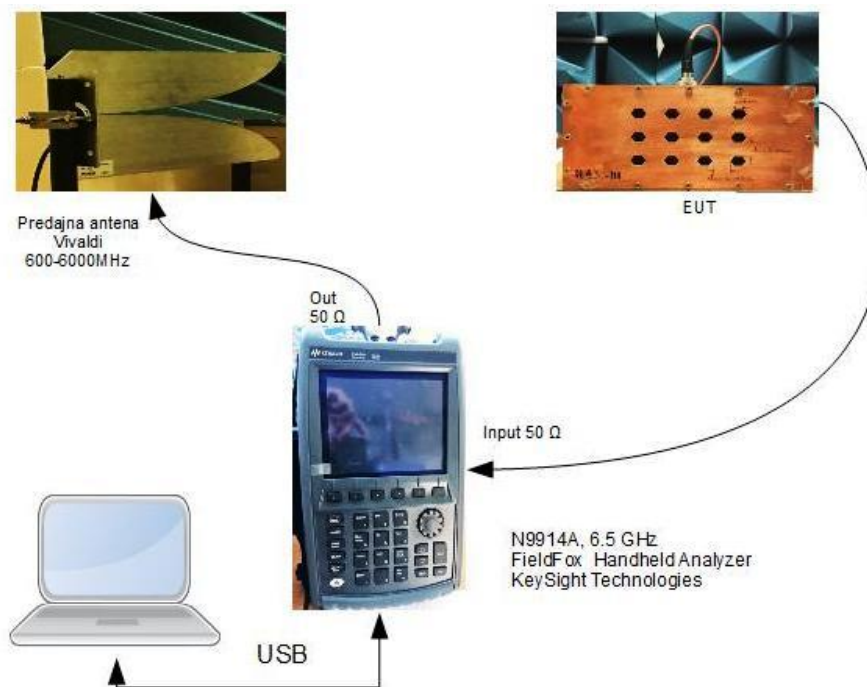 Predajna antena
Vivaldi
600-6000MHz
EUT
Out
50 Ω
Input 50 Ω
N9914A, 6.5 GHz
FieldFox Handheld Analyzer
KeySight Technologies
USB